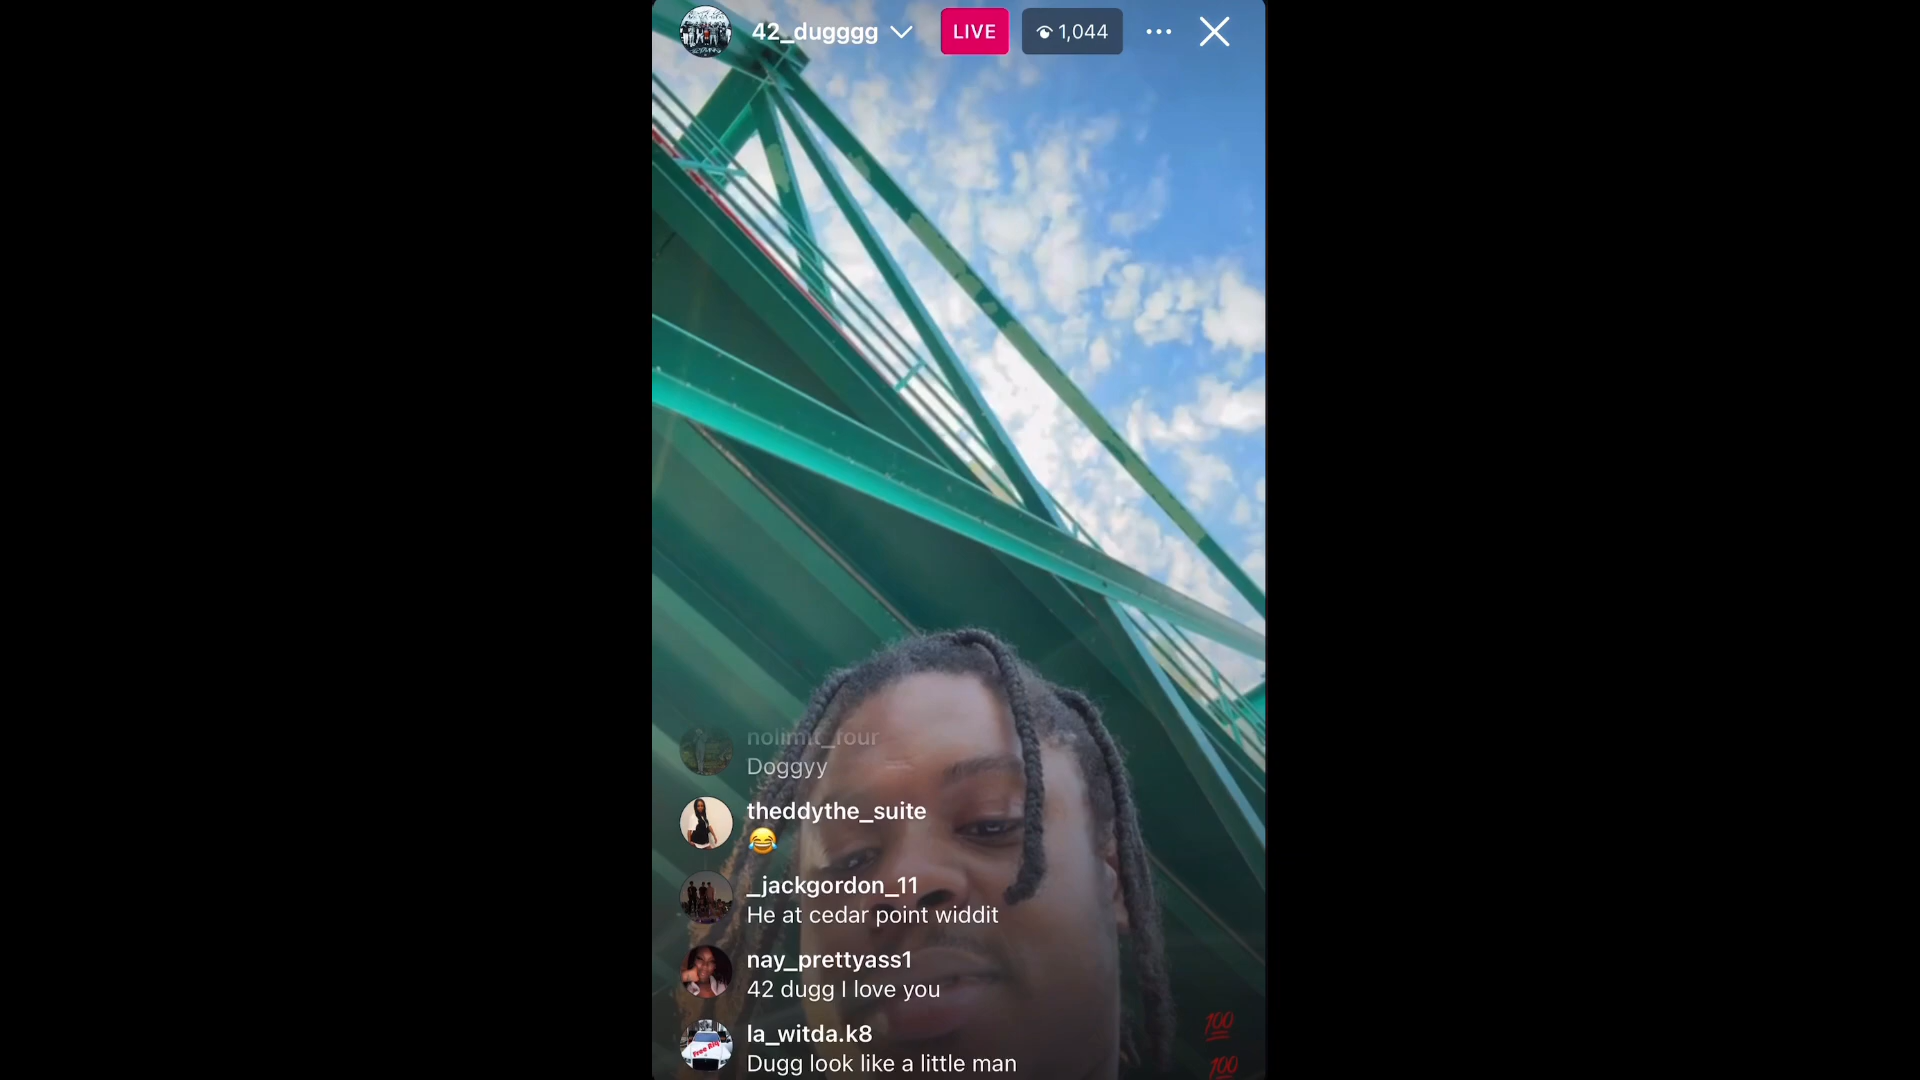 42_dugggg
LIVE
1,044
nolimit_four
Doggyy
theddythe_suite
😂
_jackgordon_11
He at cedar point widdit
nay_prettyass1
42 dugg I love you
la_witda.k8
Dugg look like a little man
💯
💯